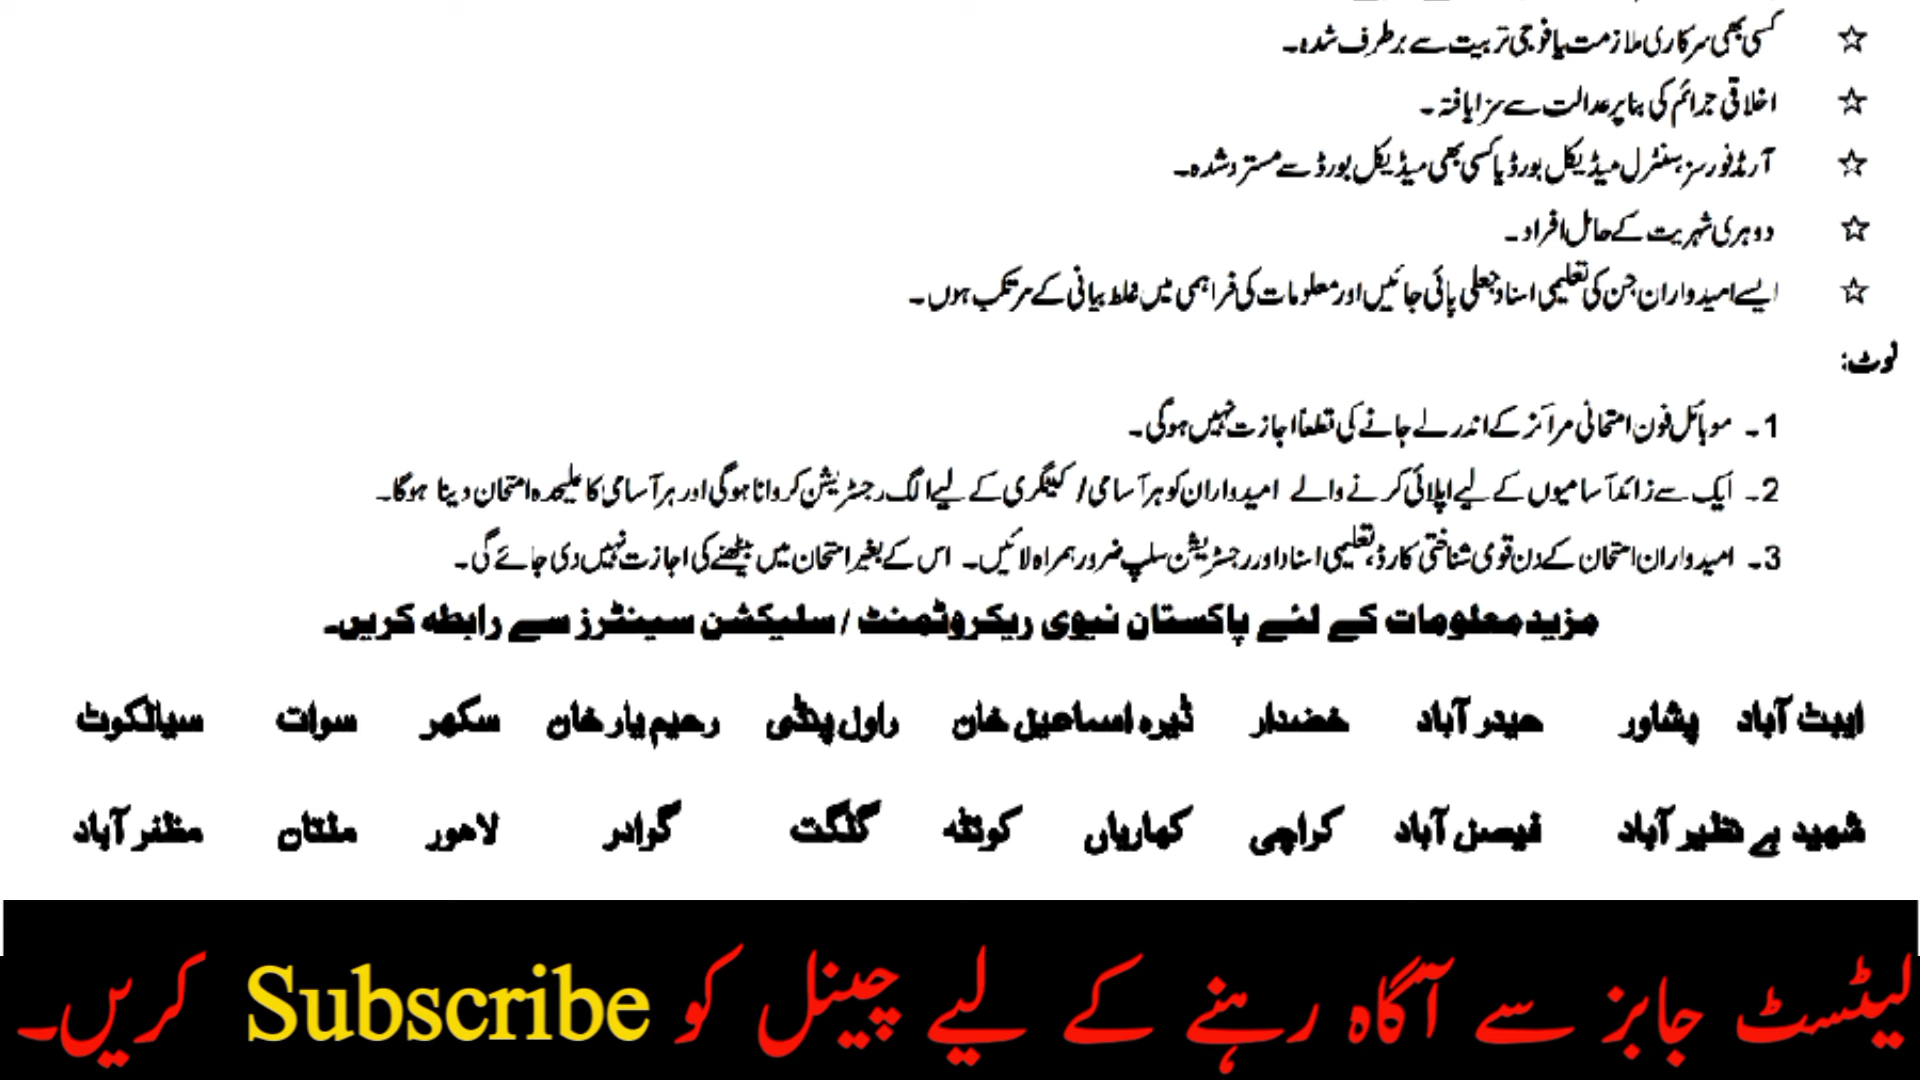 ☆ کسی بھی سرکاری ملازمت یا فوجی تربیت سے برطرف شدہ۔
☆ اخلاقی جرائم کی بنا پر عدالت سے سزا یافتہ۔
☆ آرمڈ فورسز سنٹرل میڈیکل بورڈ یا کسی بھی میڈیکل بورڈ سے مسترد شدہ۔
☆ دوہری شہریت کے حامل افراد۔
☆ ایسے امیدواران جن کی تعلیمی اسناد جعلی پائی جائیں اور معلومات کی فراہمی میں غلط بیانی کے مرتکب ہوں۔
نوٹ:
1۔ موبائل فون امتحانی مراکز کے اندر لے جانے کی قطعاً اجازت نہیں ہوگی۔
2۔ ایک سے زائد آسامیوں کے لیے اپلائی کرنے والے امیدواران کو ہر آسامی / کیٹگری کے لیے الگ رجسٹریشن کروانا ہوگی اور ہر آسامی کا علیحدہ امتحان دینا ہوگا۔
3۔ امیدواران امتحان کے دن قومی شناختی کارڈ، تعلیمی اسناد اور رجسٹریشن سلپ ضرور ہمراہ لائیں۔ اس کے بغیر امتحان میں بیٹھنے کی اجازت نہیں دی جائے گی۔
مزید معلومات کے لئے پاکستان نیوی ریکروٹمنٹ / سلیکشن سینٹرز سے رابطہ کریں۔
ایبٹ آباد پشاور حیدر آباد خضدار ڈیرہ اسماعیل خان راول پنڈی رحیم یار خان سکھر سوات سیالکوٹ
شہید بے نظیر آباد فیصل آباد کراچی کھاریاں کوئٹہ گلگت گوادر لاہور ملتان مظفر آباد
لیٹسٹ جابز سے آگاہ رہنے کے لیے چینل کو Subscribe کریں۔